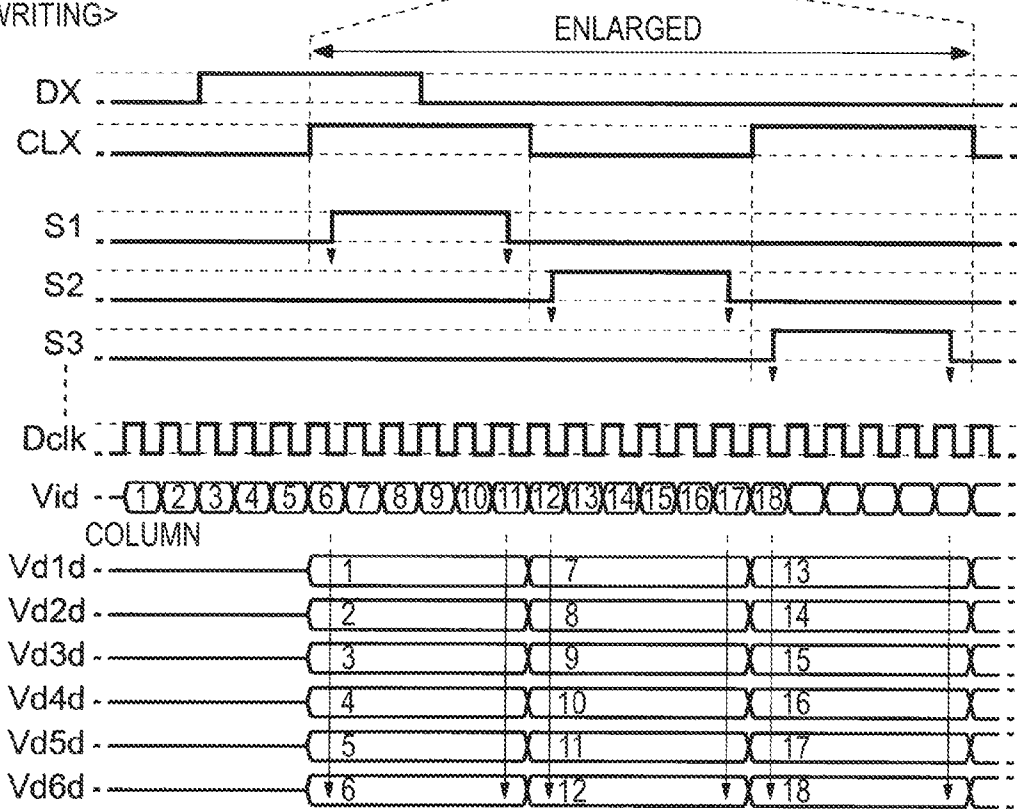 WRITING>
ENLARGED
DX
CLX
S1
S2
S3
Dclk
Vid 1 2 3 4 5 6 7 8 9 10 11 12 13 14 15 16 17 18
COLUMN
Vd1d 1 7 13
Vd2d 2 8 14
Vd3d 3 9 15
Vd4d 4 10 16
Vd5d 5 11 17
Vd6d 6 12 18